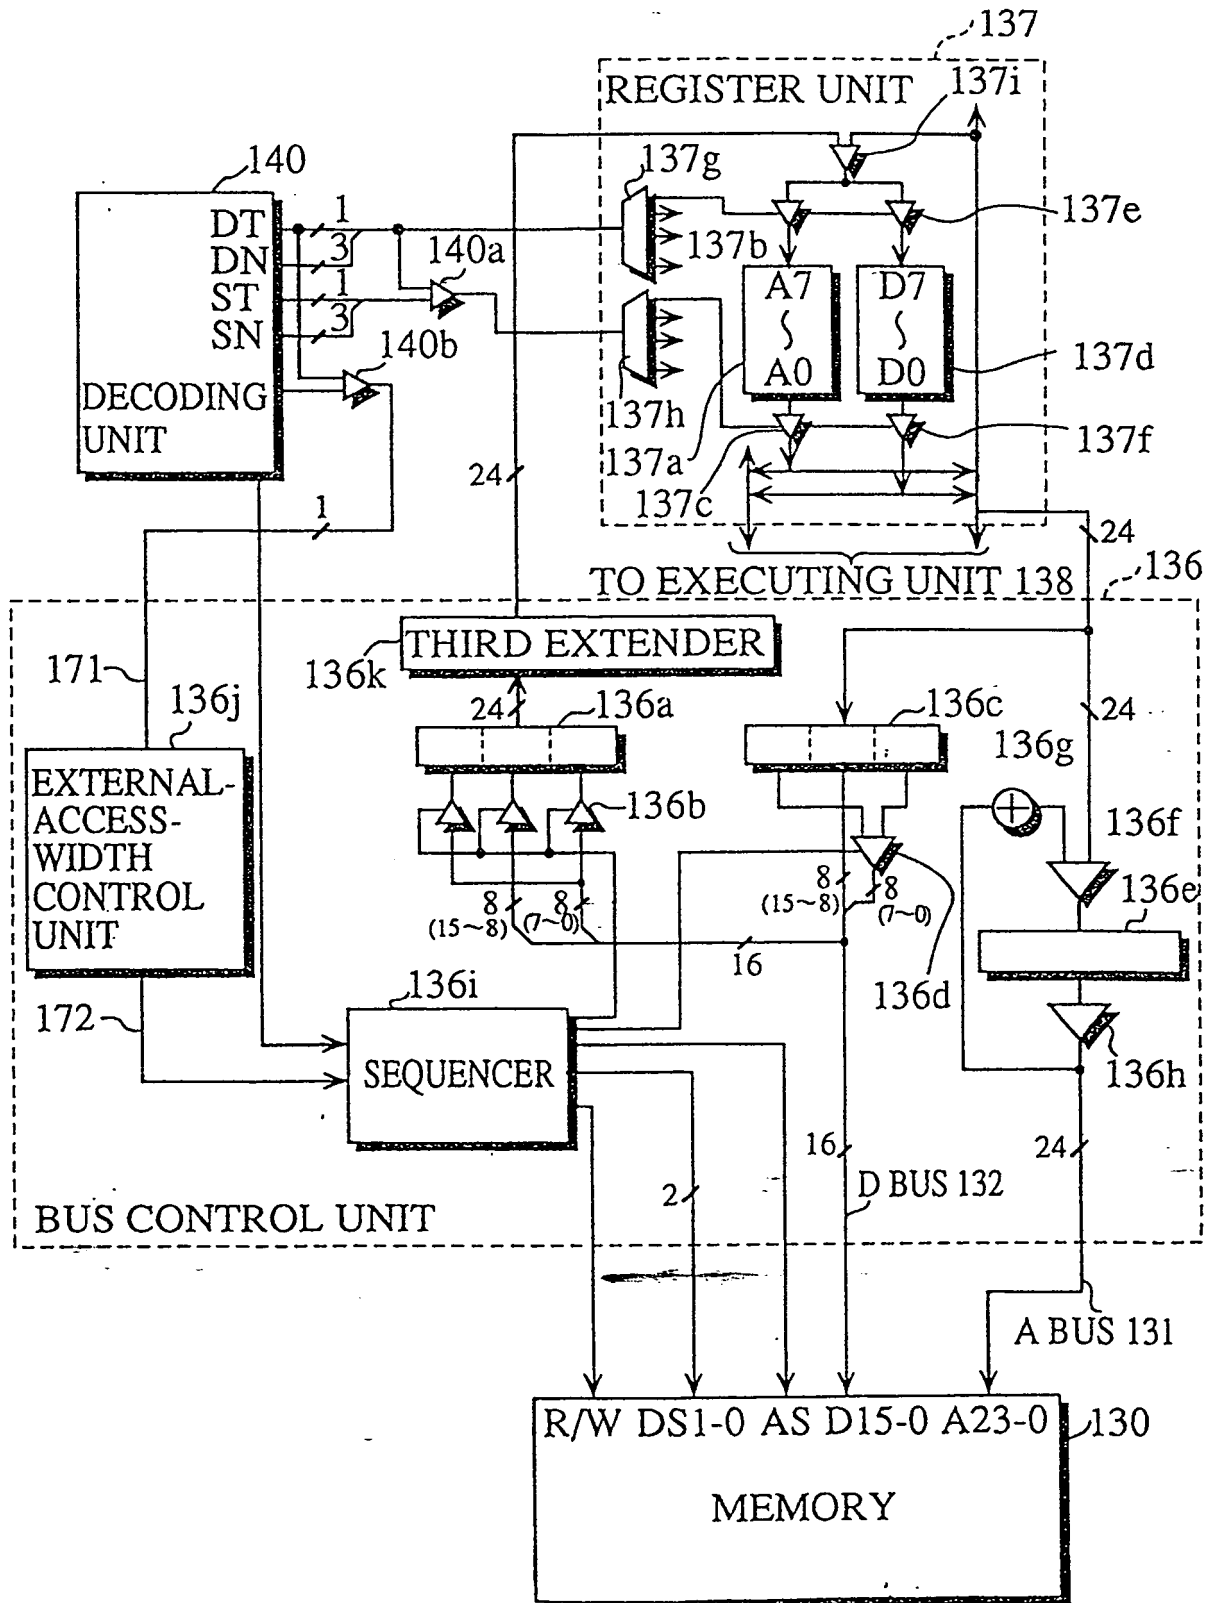 137
REGISTER UNIT
137i
140
137g
DT
1
DN
3
ST
1
SN
3
140a
140b
DECODING
UNIT
137b
137e
A7
A0
D7
D0
137d
137h
137a
137c
137f
24
1
24
TO EXECUTING UNIT 138
136
THIRD EXTENDER
136k
171
136j
24
136a
136c
24
136g
EXTERNAL-
ACCESS-
WIDTH
CONTROL
UNIT
136b
136f
136e
8
(15~8)
8
(7~0)
8
(15~8)
8
(7~0)
16
136d
136i
172
SEQUENCER
136h
16
24
2
D BUS 132
BUS CONTROL UNIT
A BUS 131
R/W DS1-0 AS D15-0 A23-0
130
MEMORY